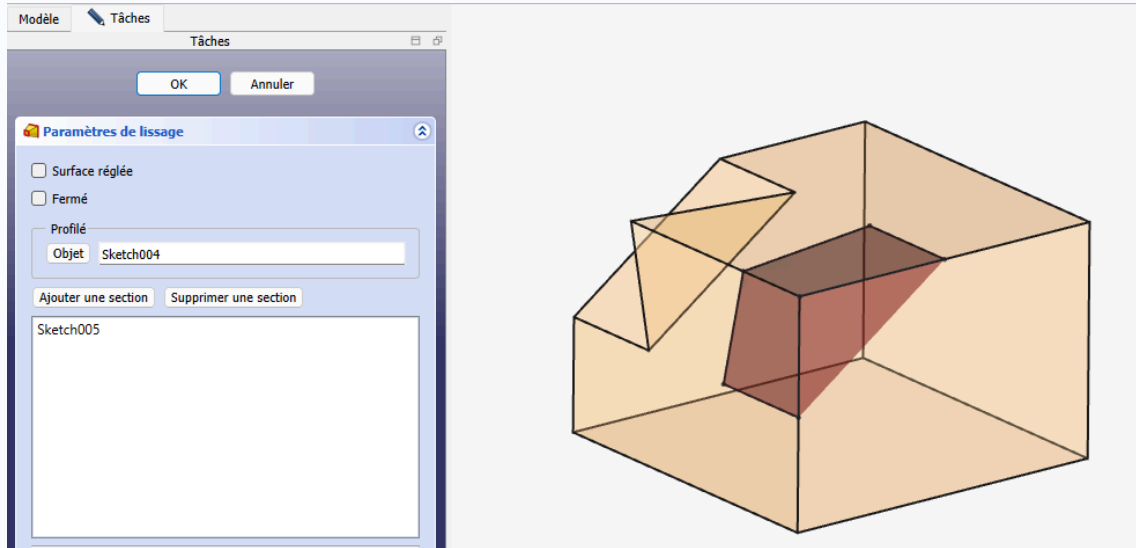 Modèle
Tâches
Tâches
OK
Annuler
Paramètres de lissage
Surface réglée
Fermé
Profilé
Objet
Sketch004
Ajouter une section
Supprimer une section
Sketch005